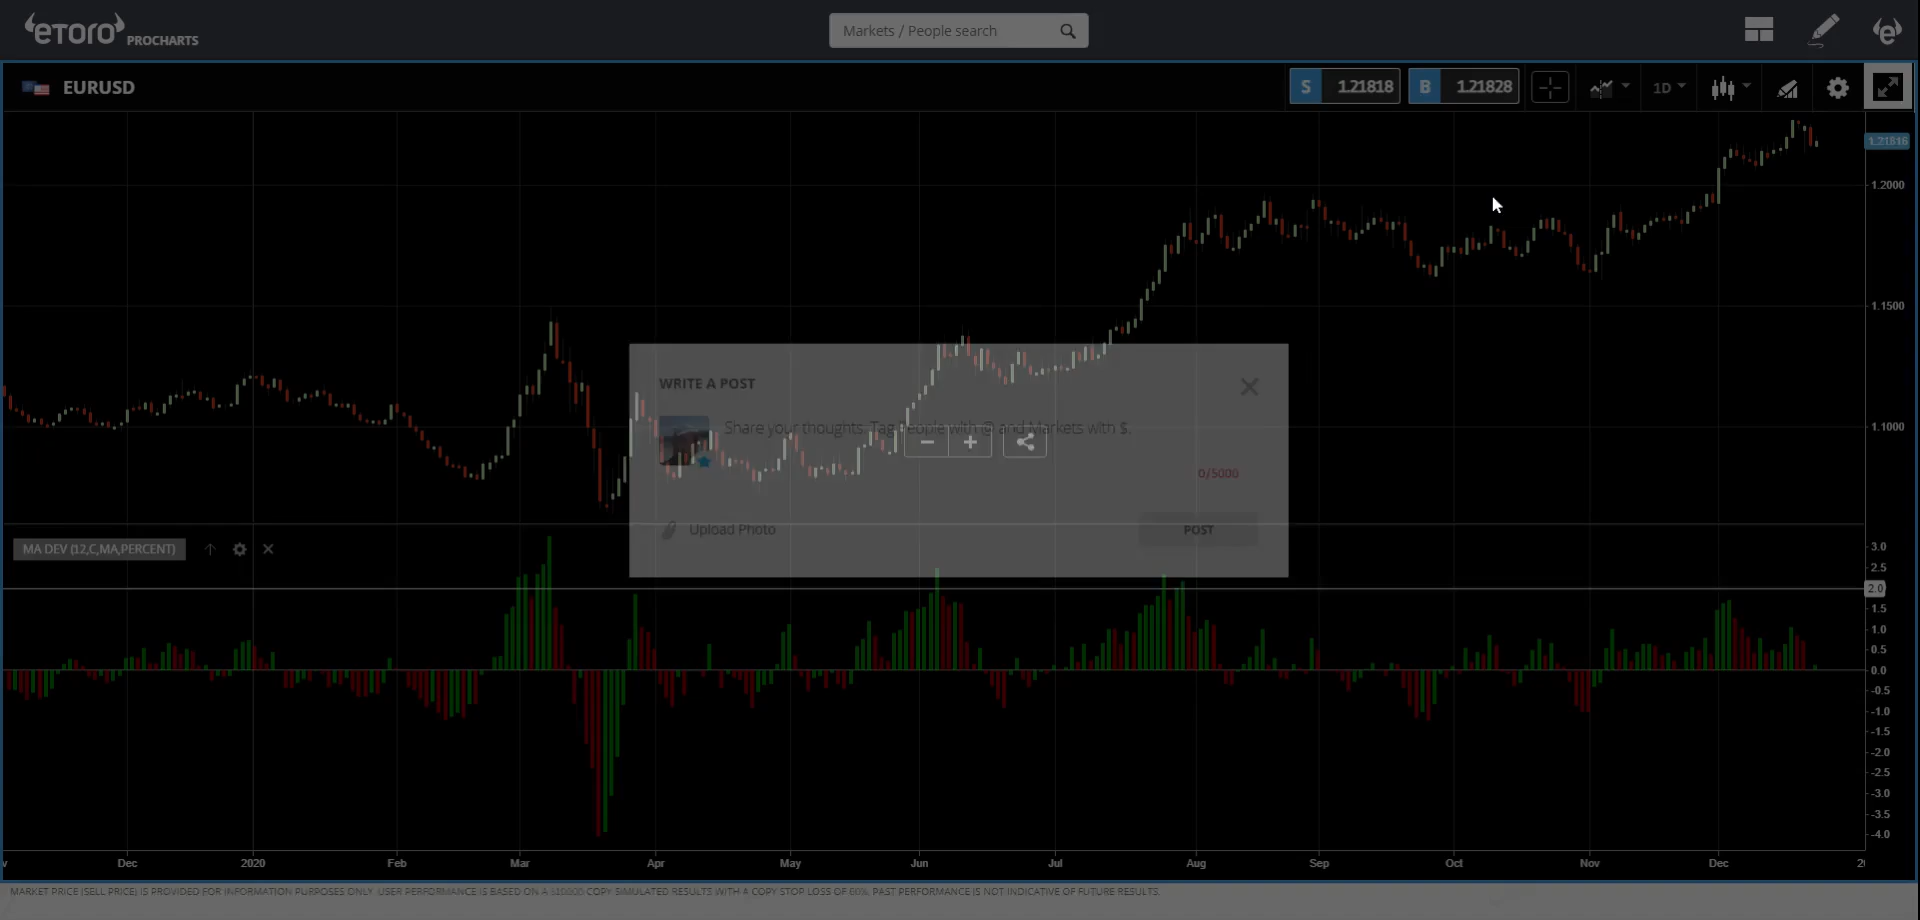 eToro PROCHARTS
Markets / People search
EURUSD
S 1.21818 B 1.21828 1D
1.21816
1.2000
1.1500
1.1000
WRITE A POST
Share your thoughts. Tag People with @ and Markets with $.
0/5000
Upload Photo
POST
MA DEV (12,C,MA,PERCENT)
3.0
2.5
2.0
1.5
1.0
0.5
0.0
-0.5
-1.0
-1.5
-2.0
-2.5
-3.0
-3.5
-4.0
v Dec 2020 Feb Mar Apr May Jun Jul Aug Sep Oct Nov Dec 20
MARKET PRICE (SELL PRICE) IS PROVIDED FOR INFORMATION PURPOSES ONLY. USER PERFORMANCE IS BASED ON A $10000 COPY SIMULATED RESULTS WITH A COPY STOP LOSS OF 60%. PAST PERFORMANCE IS NOT INDICATIVE OF FUTURE RESULTS.